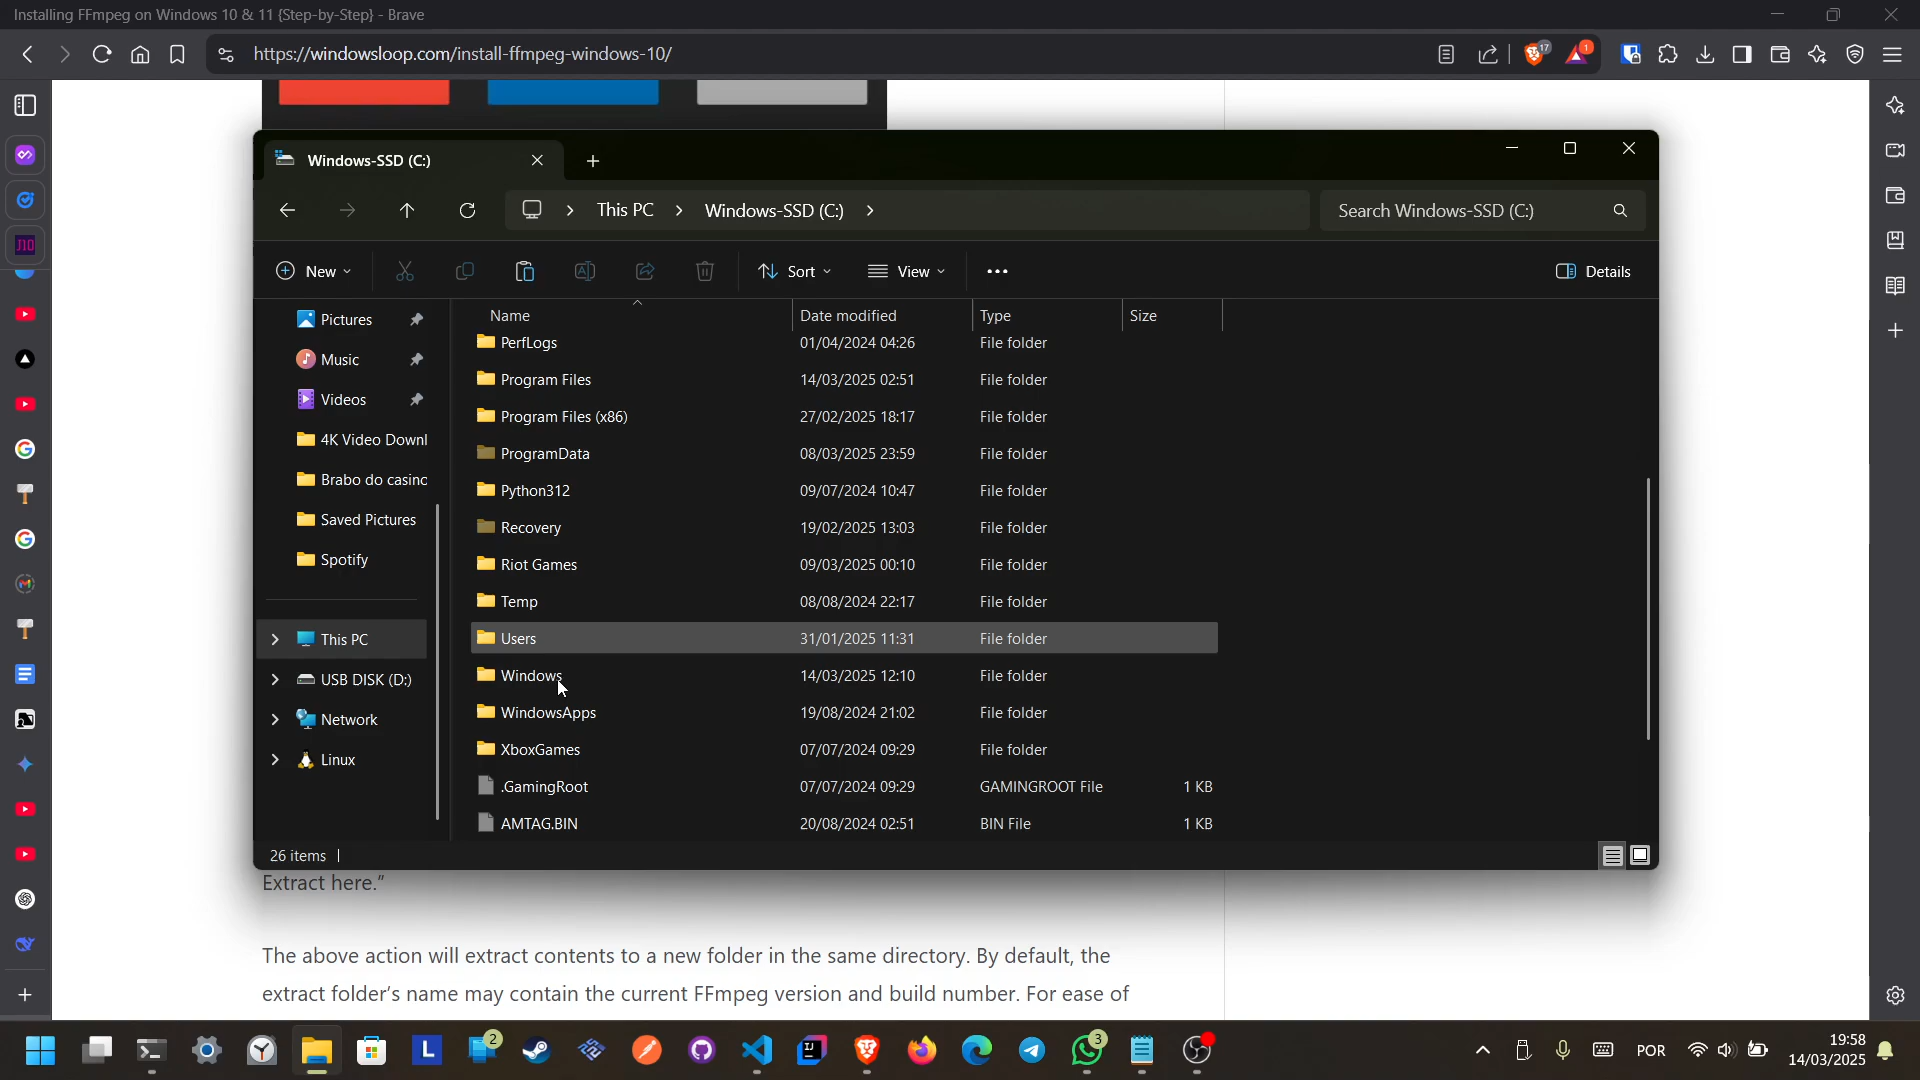 Installing FFmpeg on Windows 10 & 11 {Step-by-Step} - Brave
https://windowsloop.com/install-ffmpeg-windows-10/
17
1
Windows-SSD (C:)
This PC
Windows-SSD (C:)
Search Windows-SSD (C:)
New
Sort
View
Details
Name
Date modified
Type
Size
Pictures
Music
Videos
4K Video Downl
Brabo do casino
Saved Pictures
Spotify
This PC
USB DISK (D:)
Network
Linux
PerfLogs 01/04/2024 04:26 File folder
Program Files 14/03/2025 02:51 File folder
Program Files (x86) 27/02/2025 18:17 File folder
ProgramData 08/03/2025 23:59 File folder
Python312 09/07/2024 10:47 File folder
Recovery 19/02/2025 13:03 File folder
Riot Games 09/03/2025 00:10 File folder
Temp 08/08/2024 22:17 File folder
Users 31/01/2025 11:31 File folder
Windows 14/03/2025 12:10 File folder
WindowsApps 19/08/2024 21:02 File folder
XboxGames 07/07/2024 09:29 File folder
.GamingRoot 07/07/2024 09:29 GAMINGROOT File 1 KB
AMTAG.BIN 20/08/2024 02:51 BIN File 1 KB
26 items
Extract here.”
The above action will extract contents to a new folder in the same directory. By default, the
extract folder’s name may contain the current FFmpeg version and build number. For ease of
L
2
3
POR
19:58
14/03/2025